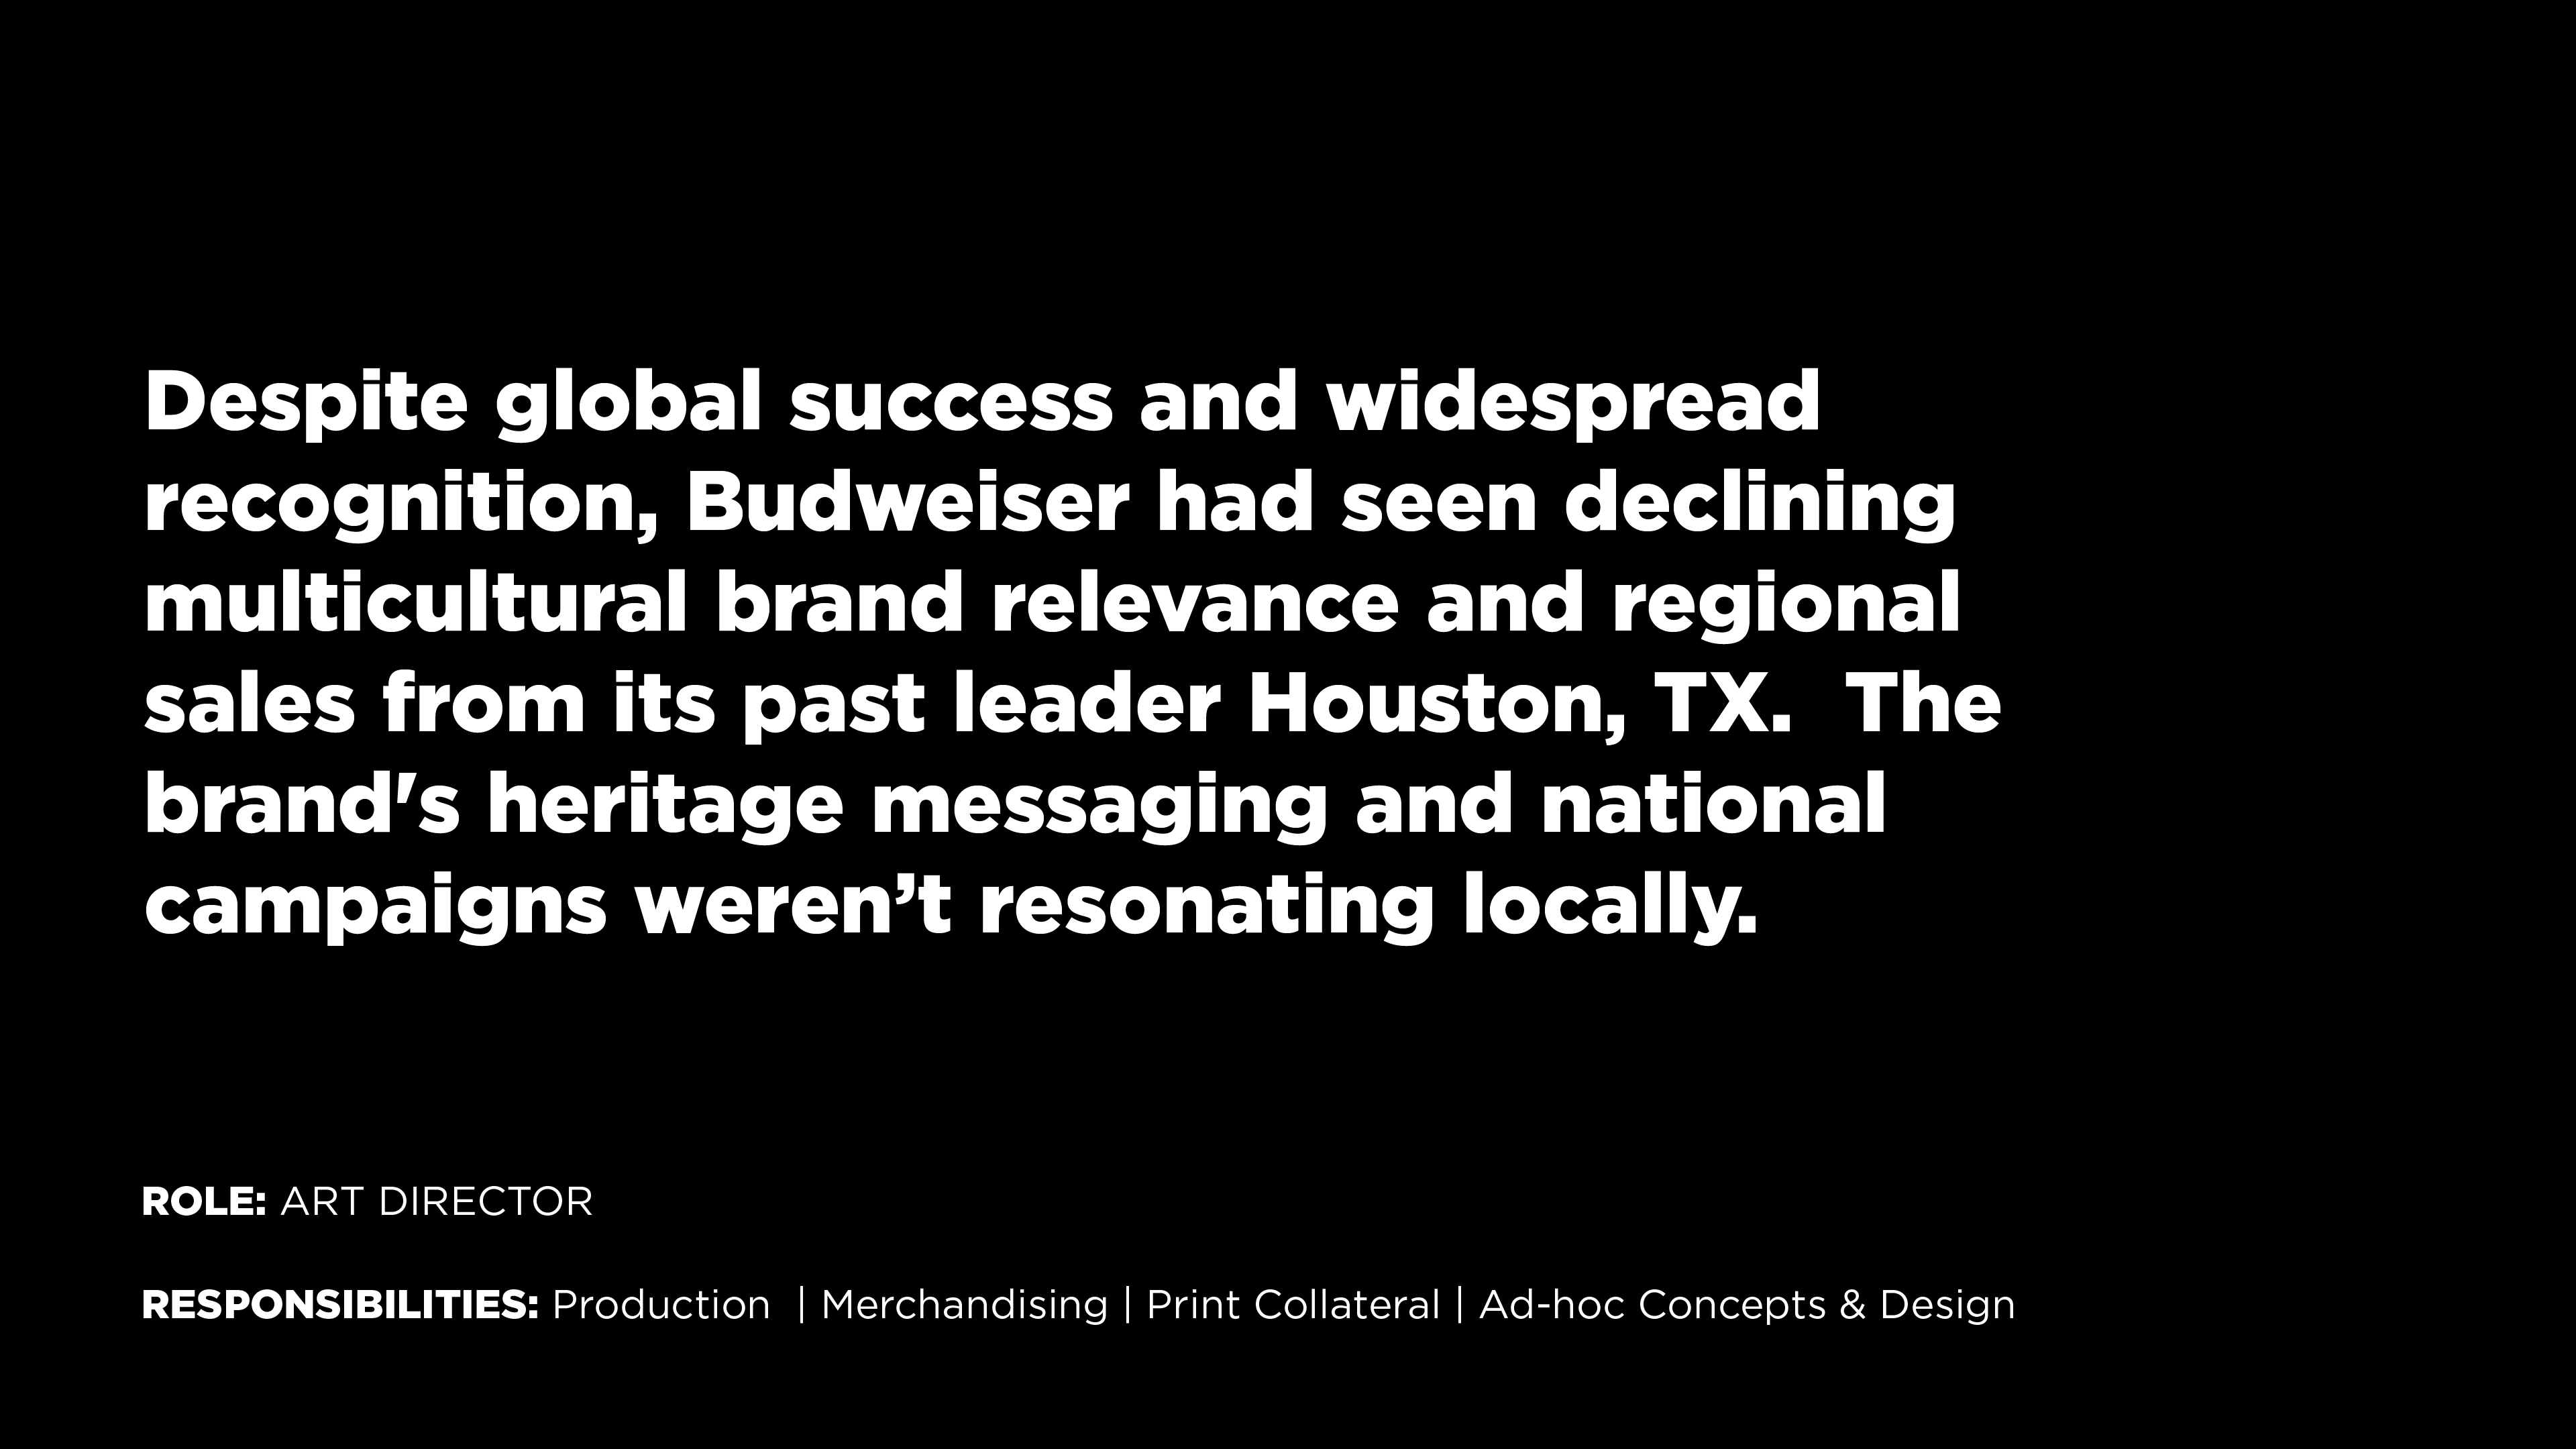 Despite global success and widespread
recognition, Budweiser had seen declining
multicultural brand relevance and regional
sales from its past leader Houston, TX.  The
brand's heritage messaging and national
campaigns weren’t resonating locally.
ROLE: ART DIRECTOR
RESPONSIBILITIES: Production  | Merchandising | Print Collateral | Ad-hoc Concepts & Design